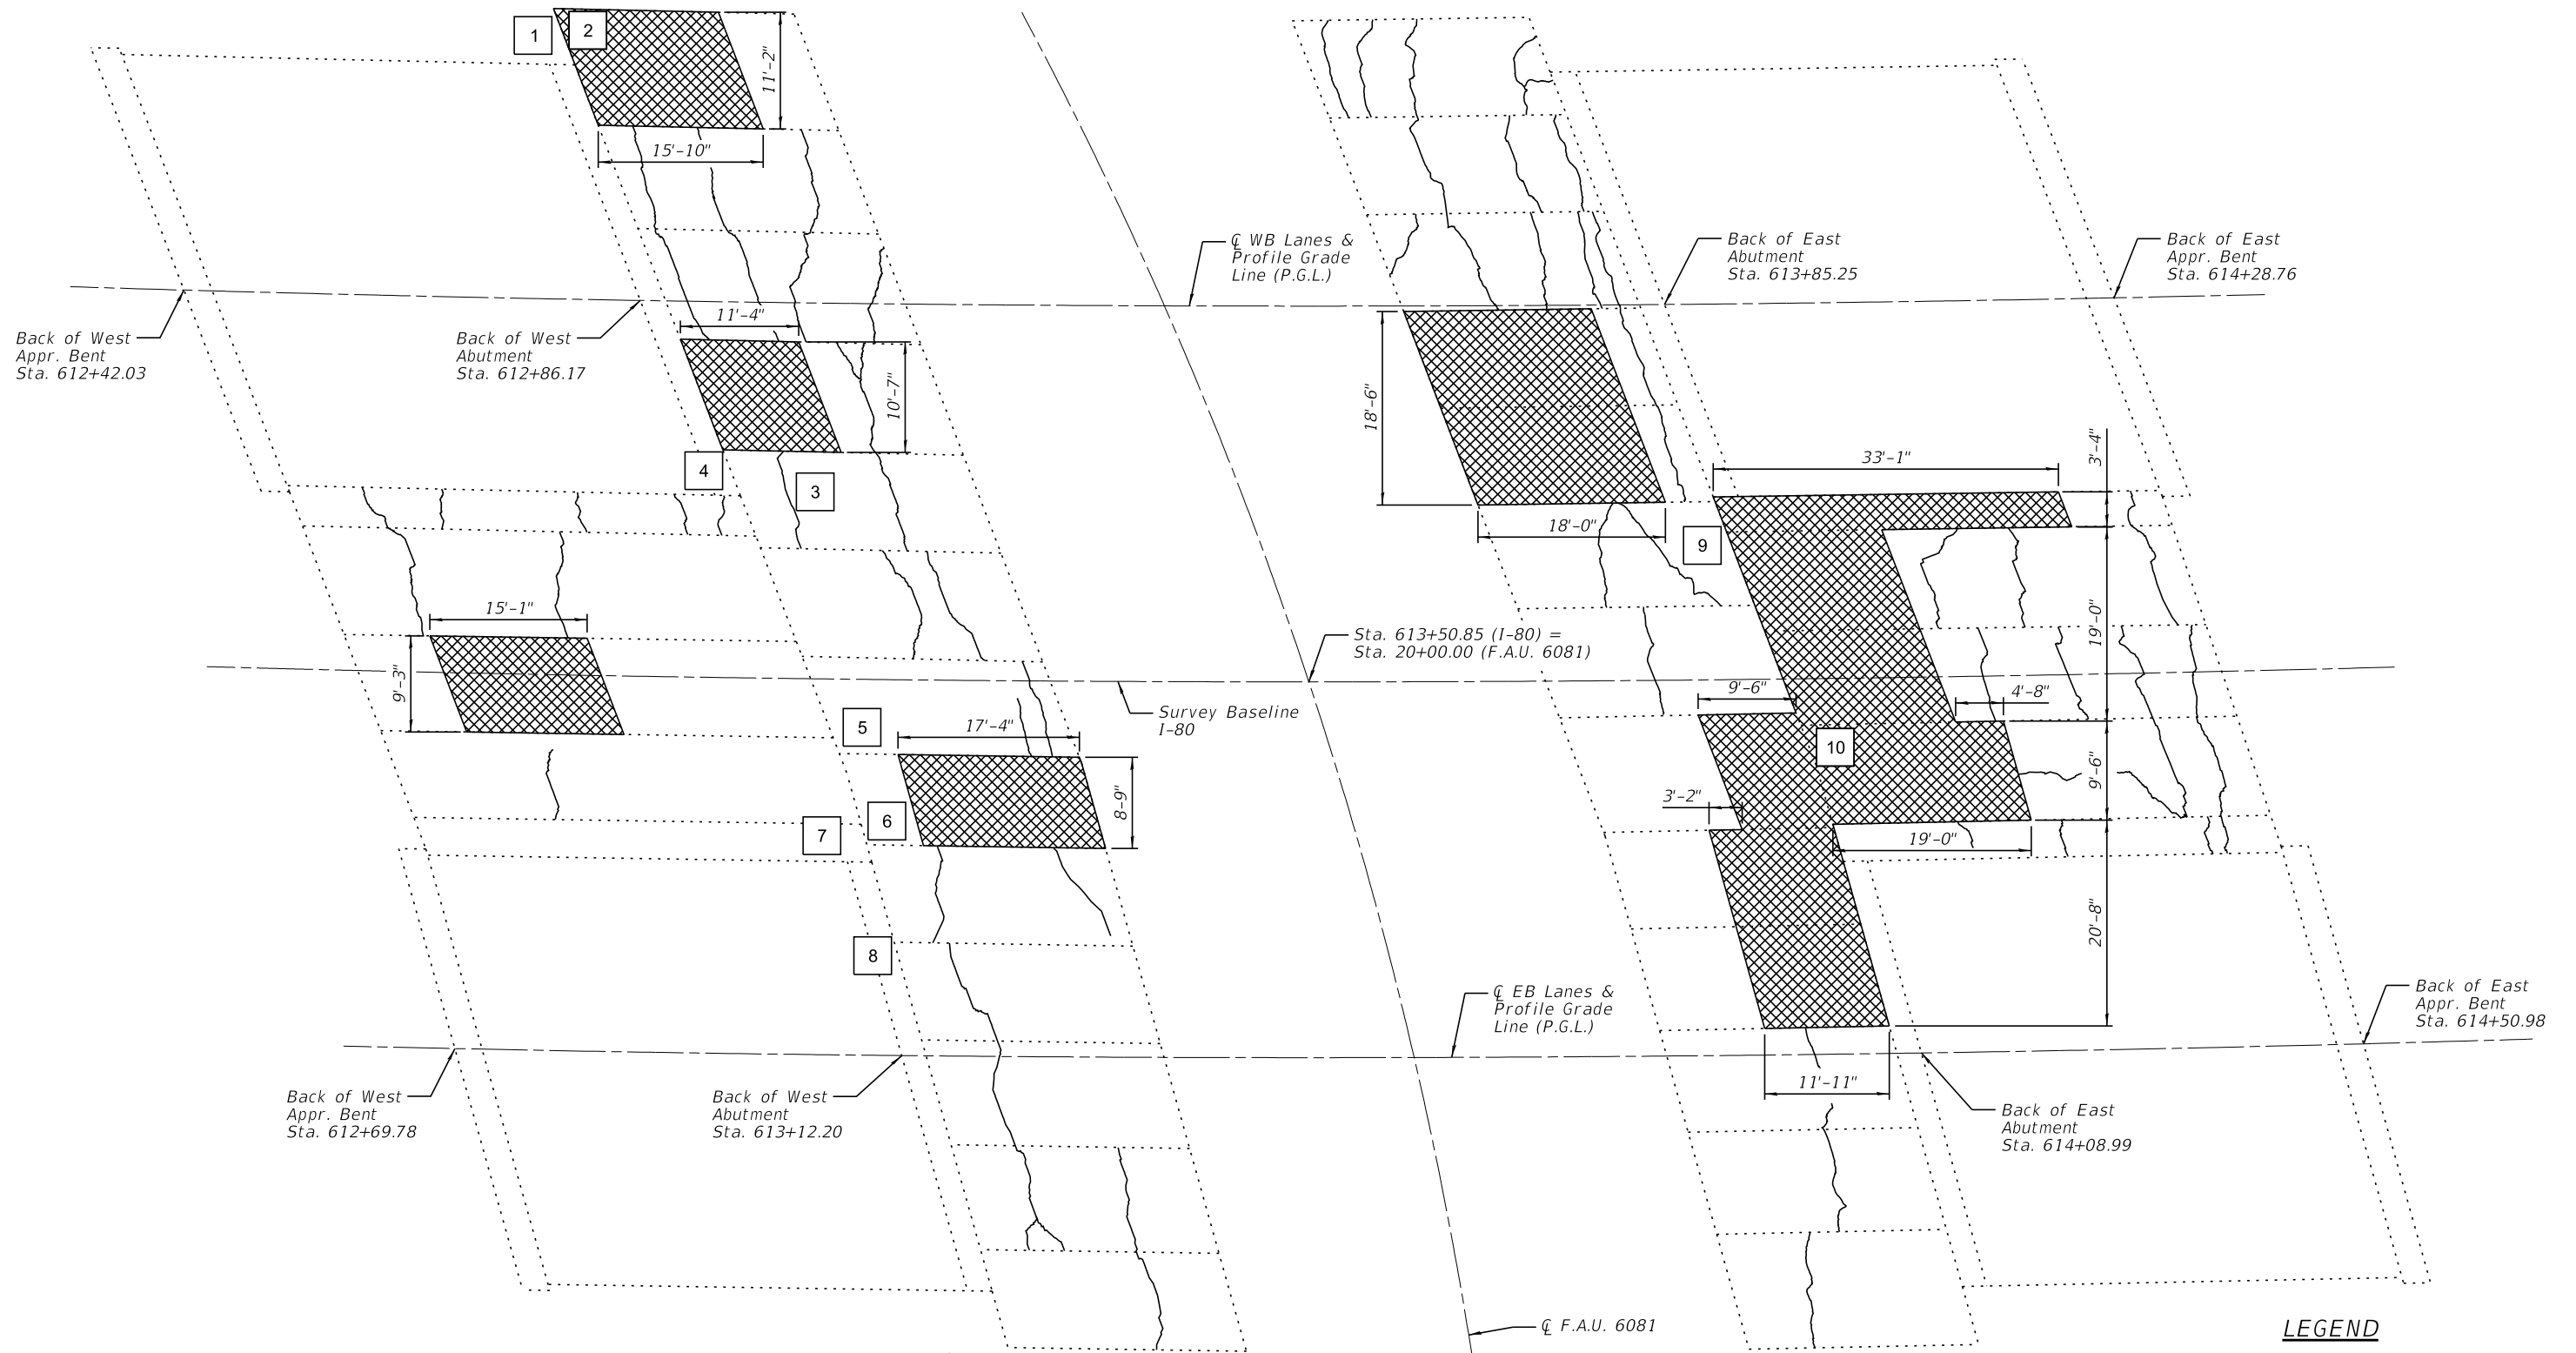 1
2
11'-2"
15'-10"
℄ WB Lanes &
Profile Grade
Line (P.G.L.)
Back of East
Abutment
Sta. 613+85.25
Back of East
Appr. Bent
Sta. 614+28.76
Back of West
Appr. Bent
Sta. 612+42.03
Back of West
Abutment
Sta. 612+86.17
11'-4"
10'-7"
18'-6"
4
3
33'-1"
3'-4"
18'-0"
9
15'-1"
9'-3"
Sta. 613+50.85 (I-80) =
Sta. 20+00.00 (F.A.U. 6081)
19'-0"
9'-6"
4'-8"
Survey Baseline
I-80
5
17'-4"
10
9'-6"
8-9"
3'-2"
6
7
19'-0"
20'-8"
8
℄ EB Lanes &
Profile Grade
Line (P.G.L.)
Back of East
Appr. Bent
Sta. 614+50.98
11'-11"
Back of West
Appr. Bent
Sta. 612+69.78
Back of West
Abutment
Sta. 613+12.20
Back of East
Abutment
Sta. 614+08.99
℄ F.A.U. 6081
LEGEND